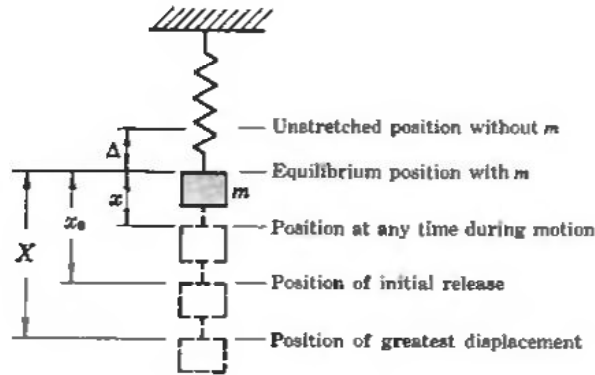 Unstretched position without m
Δ
Equilibrium position with m
m
x
x₀
Position at any time during motion
X
Position of initial release
Position of greatest displacement